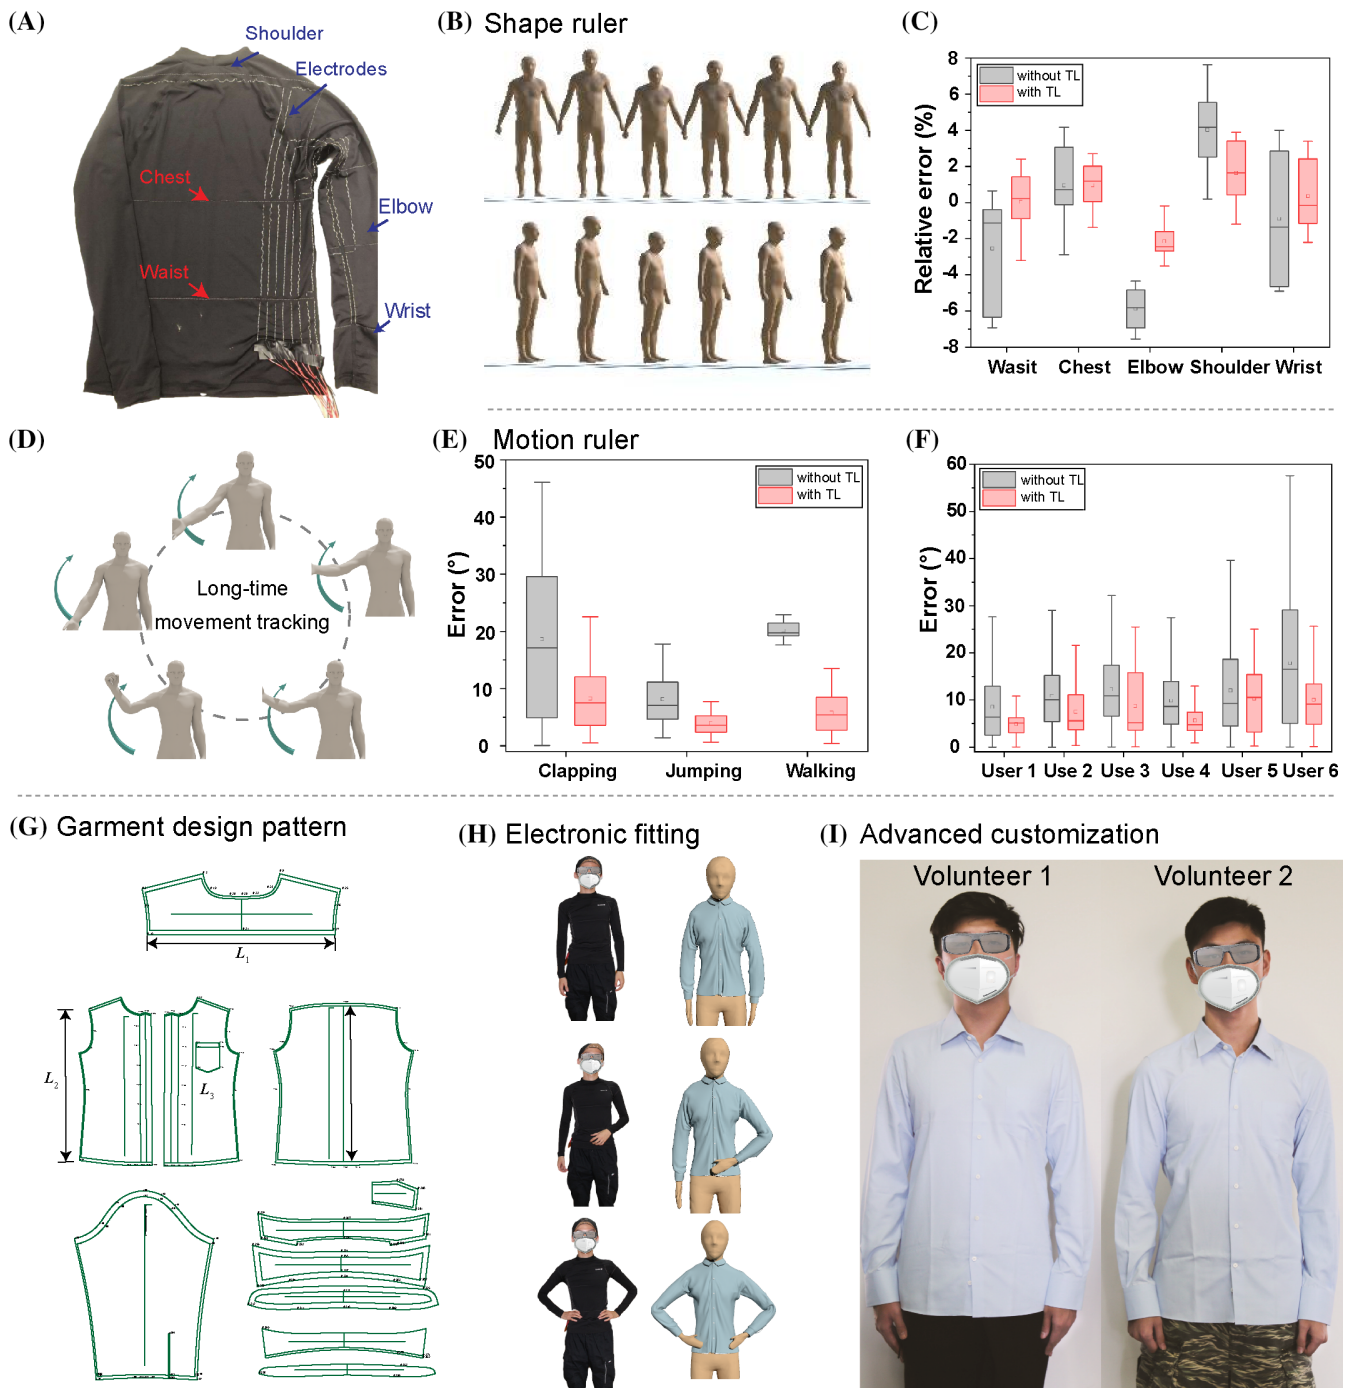 (A)
Shoulder
Electrodes
Chest
Elbow
Waist
Wrist
(B) Shape ruler
(C)
without TL
with TL
Relative error (%)
8
6
4
2
0
-2
-4
-6
-8
Wasit Chest Elbow Shoulder Wrist
(D)
Long-time
movement tracking
(E) Motion ruler
without TL
with TL
Error (°)
50
40
30
20
10
0
Clapping Jumping Walking
(F)
without TL
with TL
Error (°)
60
50
40
30
20
10
0
User 1 Use 2 Use 3 Use 4 User 5 User 6
(G) Garment design pattern
L1
L2
L3
(H) Electronic fitting
(I) Advanced customization
Volunteer 1 Volunteer 2